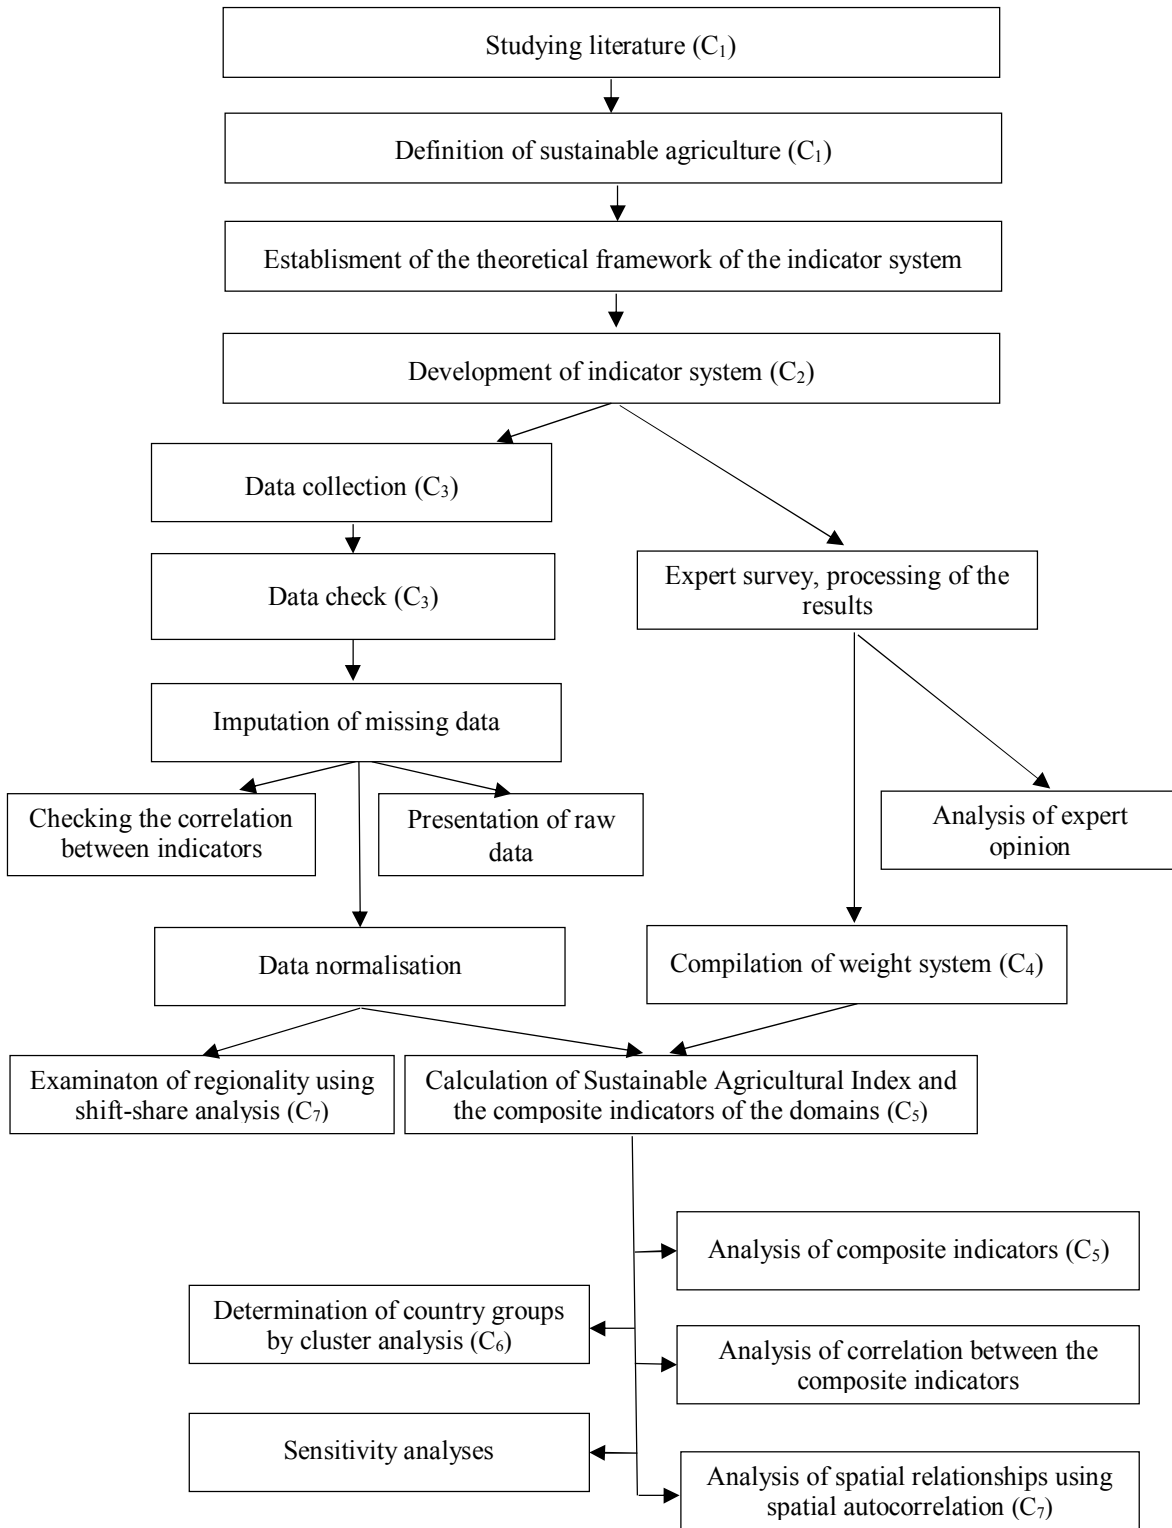 Studying literature (C₁)
Definition of sustainable agriculture (C₁)
Establisment of the theoretical framework of the indicator system
Development of indicator system (C₂)
Data collection (C₃)
Data check (C₃)
Expert survey, processing of the
results
Imputation of missing data
Checking the correlation
between indicators
Presentation of raw
data
Analysis of expert
opinion
Data normalisation
Compilation of weight system (C₄)
Examinaton of regionality using
shift-share analysis (C₇)
Calculation of Sustainable Agricultural Index and
the composite indicators of the domains (C₅)
Analysis of composite indicators (C₅)
Determination of country groups
by cluster analysis (C₆)
Analysis of correlation between the
composite indicators
Sensitivity analyses
Analysis of spatial relationships using
spatial autocorrelation (C₇)